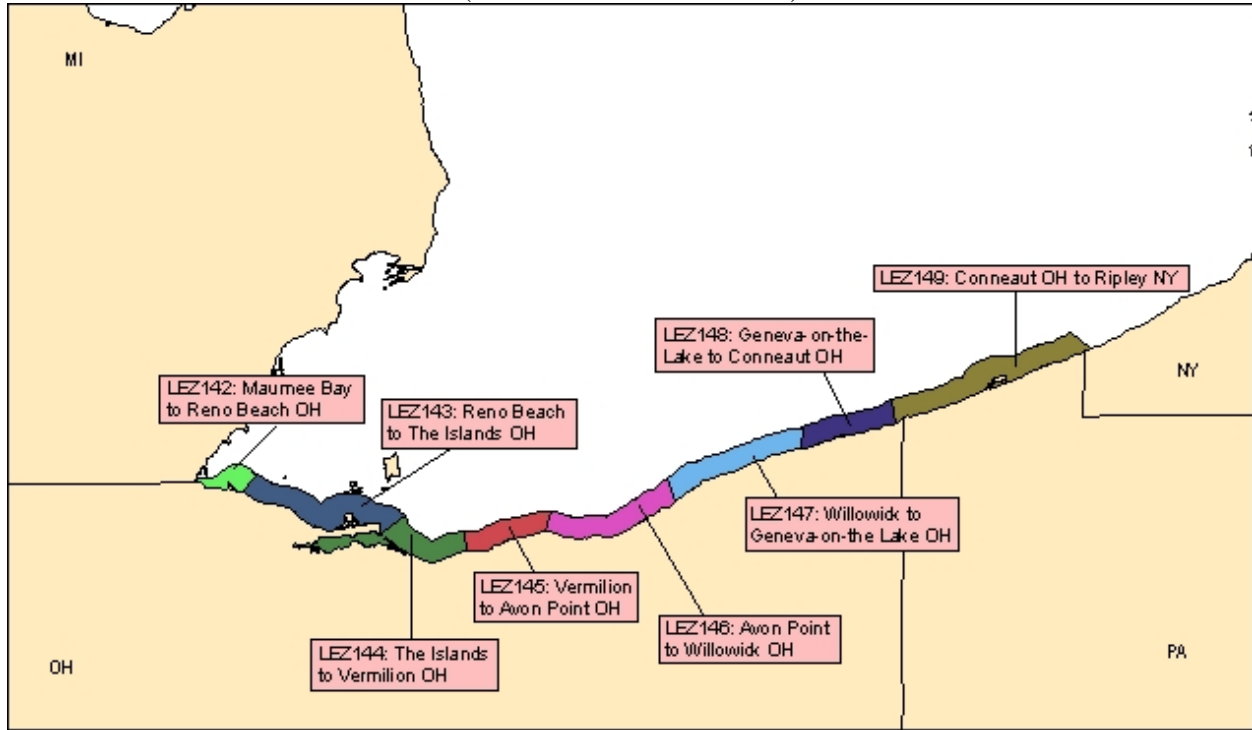 MI
LEZ149: Conneaut OH to Ripley NY
LEZ148: Geneva-on-the-
Lake to Conneaut OH
NY
LEZ142: Maumee Bay
to Reno Beach OH
LEZ143: Reno Beach
to The Islands OH
LEZ147: Willowick to
Geneva-on-the Lake OH
LEZ145: Vermilion
to Avon Point OH
LEZ146: Avon Point
to Willowick OH
LEZ144: The Islands
to Vermilion OH
OH
PA